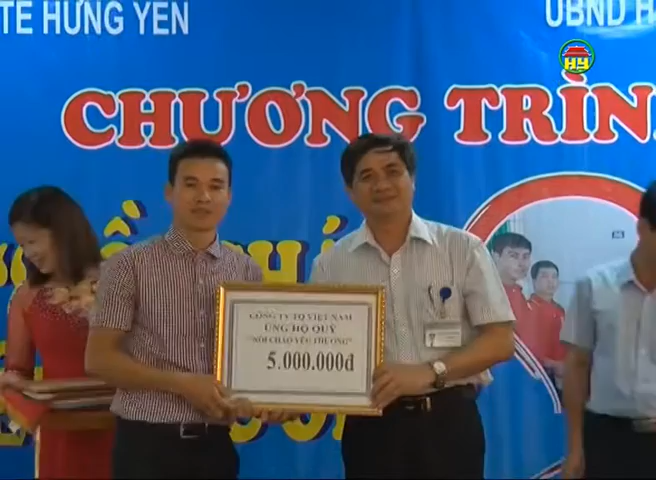 TẾ HƯNG YÊN
UBND H
HY
CHƯƠNG TRÌN
CÔNG TY TQ VIỆT NAM
ỦNG HỘ QUỸ
"NỒI CHÁO YÊU THƯƠNG"
5.000.000đ